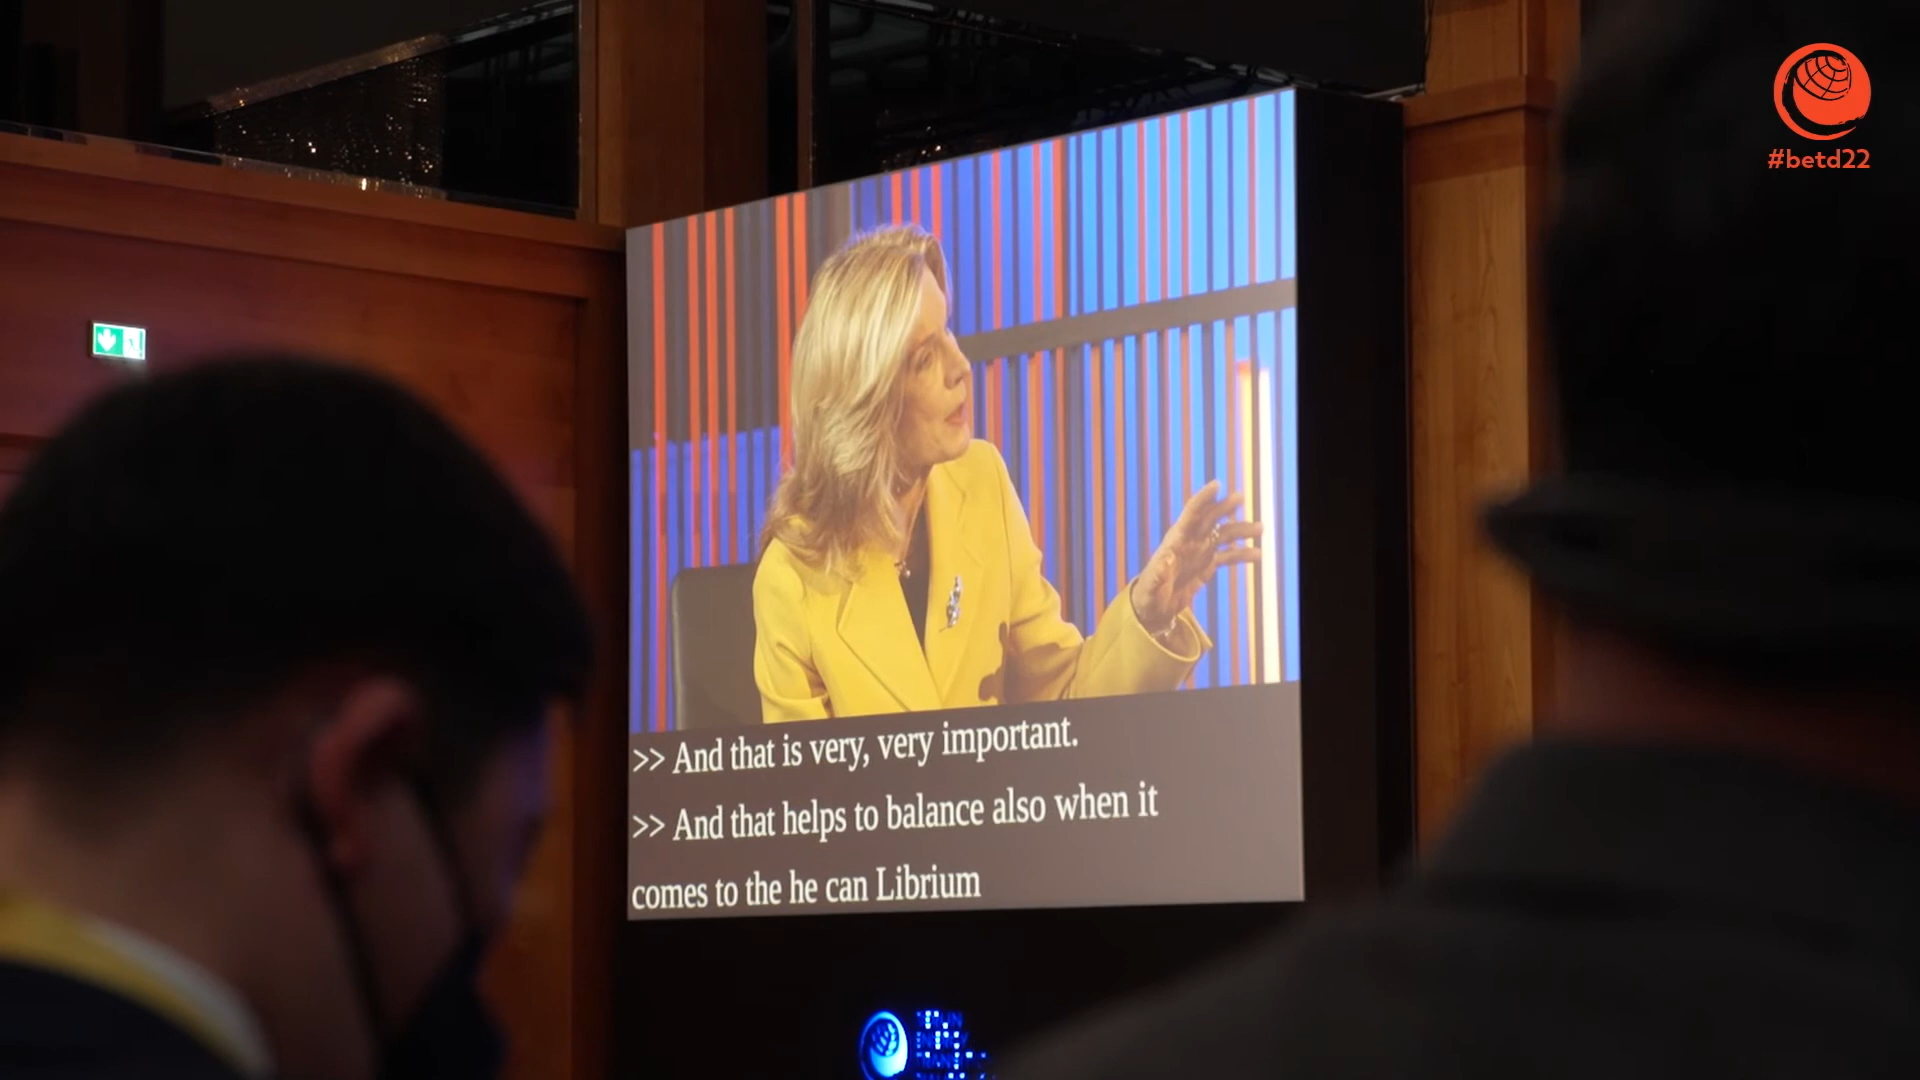 #betd22
>> And that is very, very important.
>> And that helps to balance also when it
comes to the he can Librium